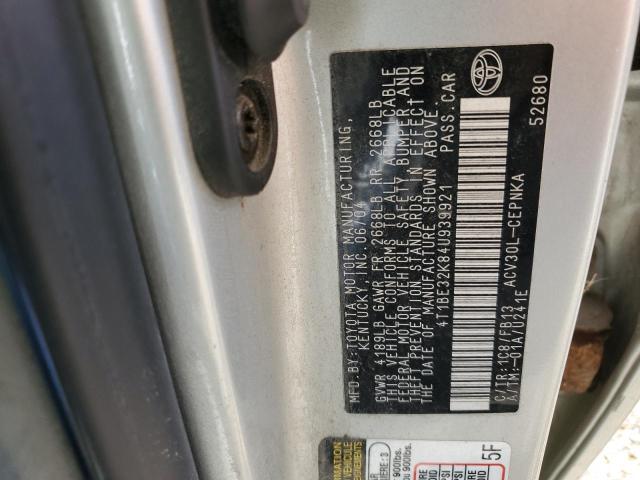 MFD.BY:TOYOTA MOTOR MANUFACTURING,
KENTUCKY, INC. 06/04
GVWR 4189LB GAWR FR 2668LB RR 2668LB
THIS VEHICLE CONFORMS TO ALL APPLICABLE
FEDERAL MOTOR VEHICLE SAFETY, BUMPER, AND
THEFT PREVENTION STANDARDS IN EFFECT ON
THE DATE OF MANUFACTURE SHOWN ABOVE.
4T1BE32K84U939921 PASS.CAR
C/TR:1C8/FB13 ACV30L-CEPNKA
A/TM:-01A/U241E
52680
FORMATION
5F
900lbs.